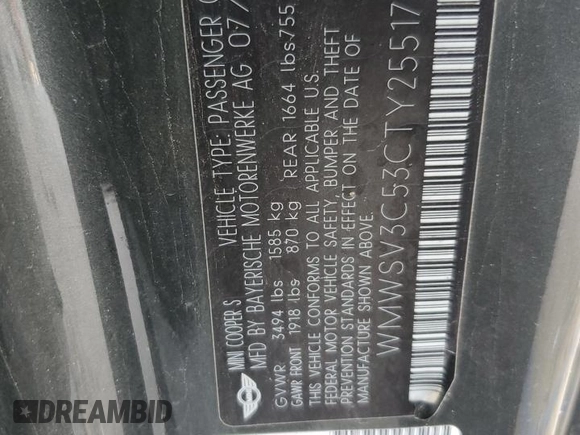 MINI COOPER S VEHICLE TYPE: PASSENGER
MFD BY BAYERISCHE MOTORENWERKE AG 07/
GVWR 3494 lbs 1585 kg
GAWR FRONT 1918 lbs 870 kg REAR 1664 lbs 755
THIS VEHICLE CONFORMS TO ALL APPLICABLE U.S.
FEDERAL MOTOR VEHICLE SAFETY, BUMPER AND THEFT
PREVENTION STANDARDS IN EFFECT ON THE DATE OF
MANUFACTURE SHOWN ABOVE.
WMWSV3C53CTY25517
DREAMBID